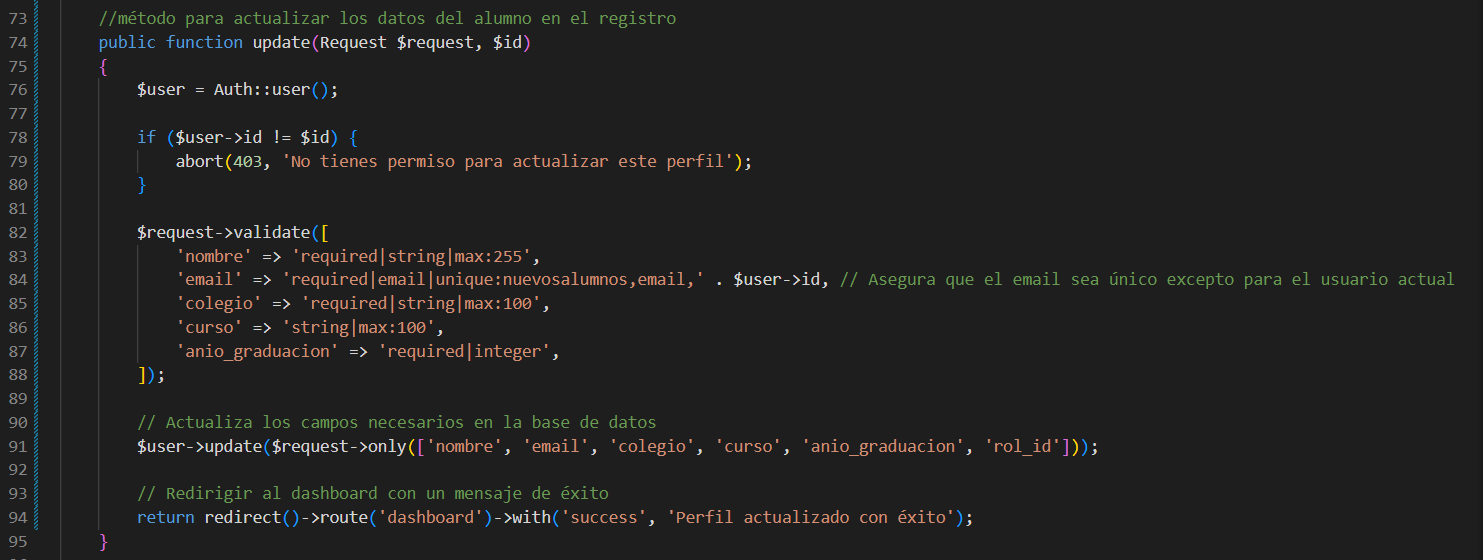 73 //método para actualizar los datos del alumno en el registro
74 public function update(Request $request, $id)
75 {
76     $user = Auth::user();
77
78     if ($user->id != $id) {
79         abort(403, 'No tienes permiso para actualizar este perfil');
80     }
81
82     $request->validate([
83         'nombre' => 'required|string|max:255',
84         'email' => 'required|email|unique:nuevosalumnos,email,' . $user->id, // Asegura que el email sea único excepto para el usuario actual
85         'colegio' => 'required|string|max:100',
86         'curso' => 'string|max:100',
87         'anio_graduacion' => 'required|integer',
88     ]);
89
90     // Actualiza los campos necesarios en la base de datos
91     $user->update($request->only(['nombre', 'email', 'colegio', 'curso', 'anio_graduacion', 'rol_id']));
92
93     // Redirigir al dashboard con un mensaje de éxito
94     return redirect()->route('dashboard')->with('success', 'Perfil actualizado con éxito');
95 }